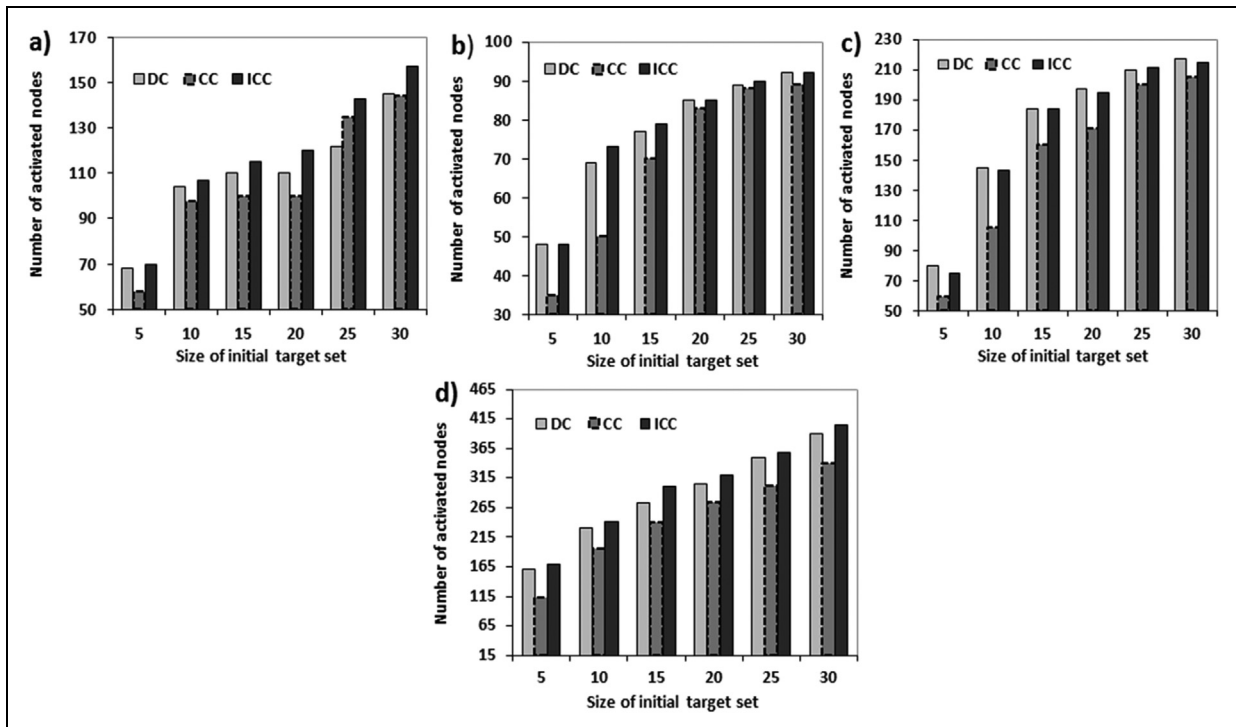 a)
170
150
130
110
90
70
50
DC CC ICC
5 10 15 20 25 30
Size of initial target set
Number of activated nodes
b)
100
90
80
70
60
50
40
30
DC CC ICC
5 10 15 20 25 30
Size of initial target set
Number of activated nodes
c)
230
210
190
170
150
130
110
90
70
50
DC CC ICC
5 10 15 20 25 30
Size of initial target set
Number of activated nodes
d)
465
415
365
315
265
215
165
115
65
15
DC CC ICC
5 10 15 20 25 30
Size of initial target set
Number of activated nodes